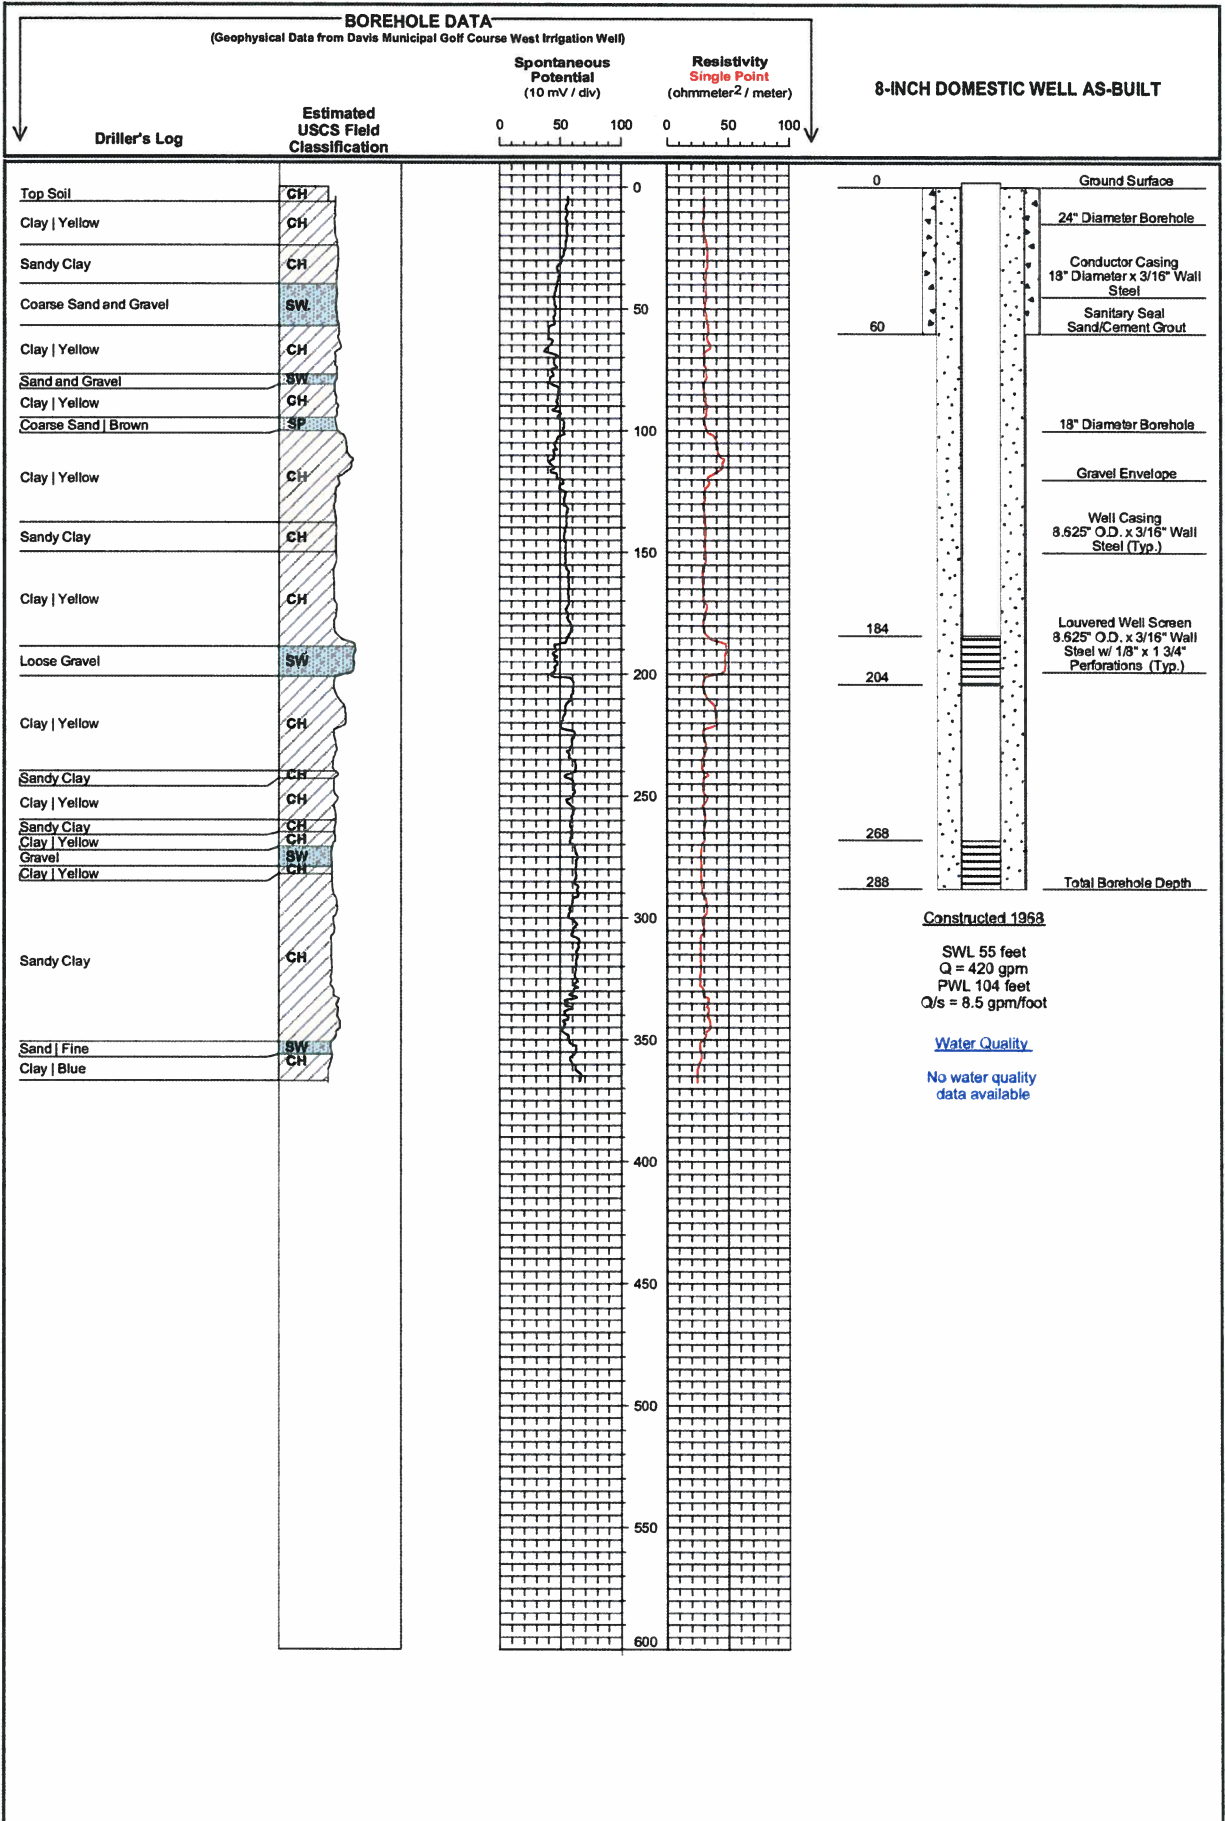 BOREHOLE DATA
(Geophysical Data from Davis Municipal Golf Course West Irrigation Well)
Driller's Log
Estimated
USCS Field
Classification
Spontaneous
Potential
(10 mV / div)
0 50 100
Resistivity
Single Point
(ohmmeter2 / meter)
0 50 100
8-INCH DOMESTIC WELL AS-BUILT
Top Soil
CH
Clay | Yellow
CH
Sandy Clay
CH
Coarse Sand and Gravel
SW
Clay | Yellow
CH
Sand and Gravel
SW
Clay | Yellow
CH
Coarse Sand | Brown
SP
Clay | Yellow
CH
Sandy Clay
CH
Clay | Yellow
CH
Loose Gravel
SW
Clay | Yellow
CH
Sandy Clay
CH
Clay | Yellow
CH
Sandy Clay
CH
Clay | Yellow
CH
Gravel
SW
Clay | Yellow
CH
Sandy Clay
CH
Sand | Fine
SW
Clay | Blue
CH
0
50
100
150
200
250
300
350
400
450
500
550
600
0
60
184
204
268
288
Ground Surface
24" Diameter Borehole
Conductor Casing
18" Diameter x 3/16" Wall
Steel
Sanitary Seal
Sand/Cement Grout
18" Diameter Borehole
Gravel Envelope
Well Casing
8.625" O.D. x 3/16" Wall
Steel (Typ.)
Louvered Well Screen
8.625" O.D. x 3/16" Wall
Steel w/ 1/8" x 1 3/4"
Perforations (Typ.)
Total Borehole Depth
Constructed 1968
SWL 55 feet
Q = 420 gpm
PWL 104 feet
Q/s = 8.5 gpm/foot
Water Quality
No water quality
data available